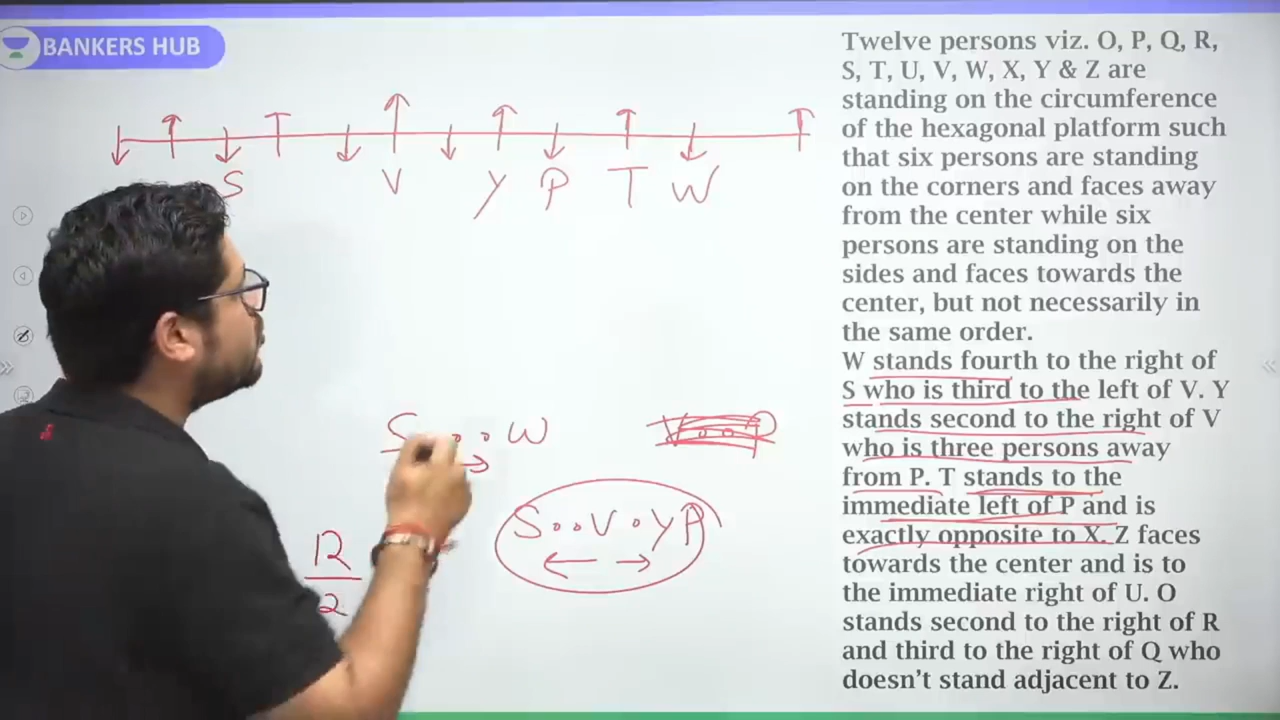 BANKERS HUB
S V Y P T W
S . . W
V . . P
S . . V . Y P
12
2
Twelve persons viz. O, P, Q, R,
S, T, U, V, W, X, Y & Z are
standing on the circumference
of the hexagonal platform such
that six persons are standing
on the corners and faces away
from the center while six
persons are standing on the
sides and faces towards the
center, but not necessarily in
the same order.
W stands fourth to the right of
S who is third to the left of V. Y
stands second to the right of V
who is three persons away
from P. T stands to the
immediate left of P and is
exactly opposite to X. Z faces
towards the center and is to
the immediate right of U. O
stands second to the right of R
and third to the right of Q who
doesn't stand adjacent to Z.